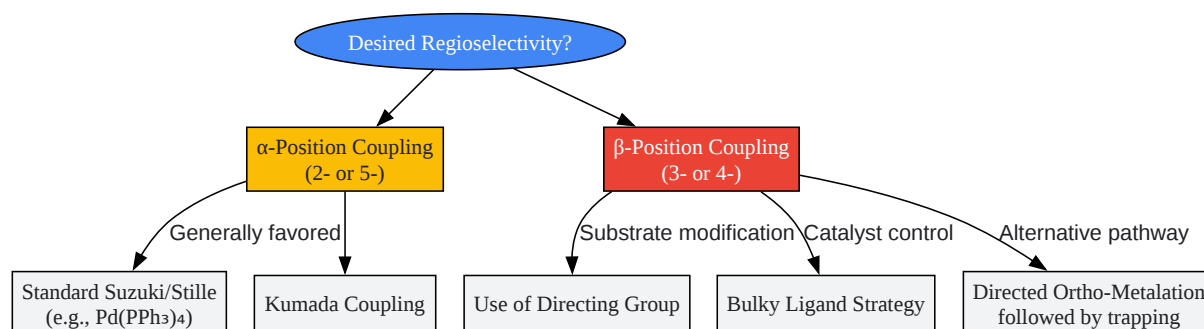 Desired Regioselectivity?
α-Position Coupling
(2- or 5-)
β-Position Coupling
(3- or 4-)
Generally favored
Substrate modification
Catalyst control
Alternative pathway
Standard Suzuki/Stille
(e.g., Pd(PPh₃)₄)
Kumada Coupling
Use of Directing Group
Bulky Ligand Strategy
Directed Ortho-Metalation
followed by trapping